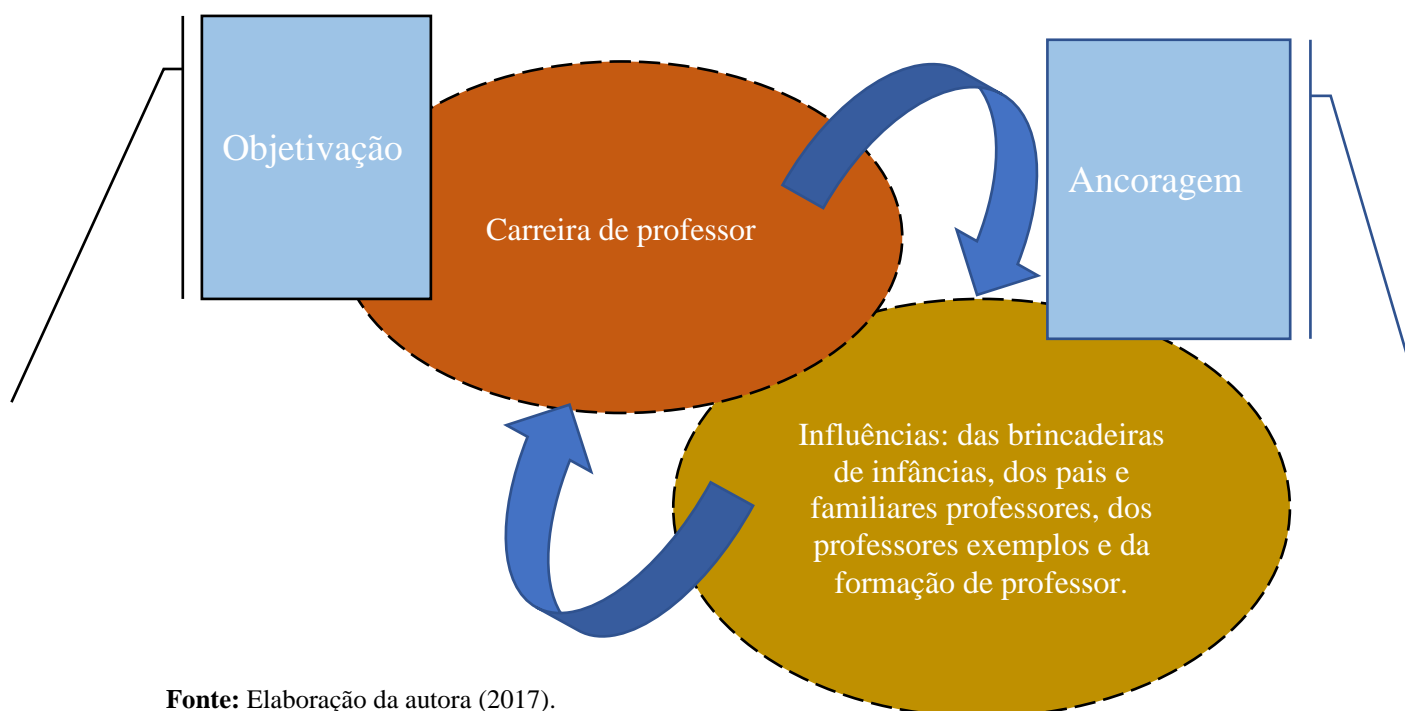 Objetivação
Ancoragem
Carreira de professor
Influências: das brincadeiras
de infâncias, dos pais e
familiares professores, dos
professores exemplos e da
formação de professor.
Fonte: Elaboração da autora (2017).